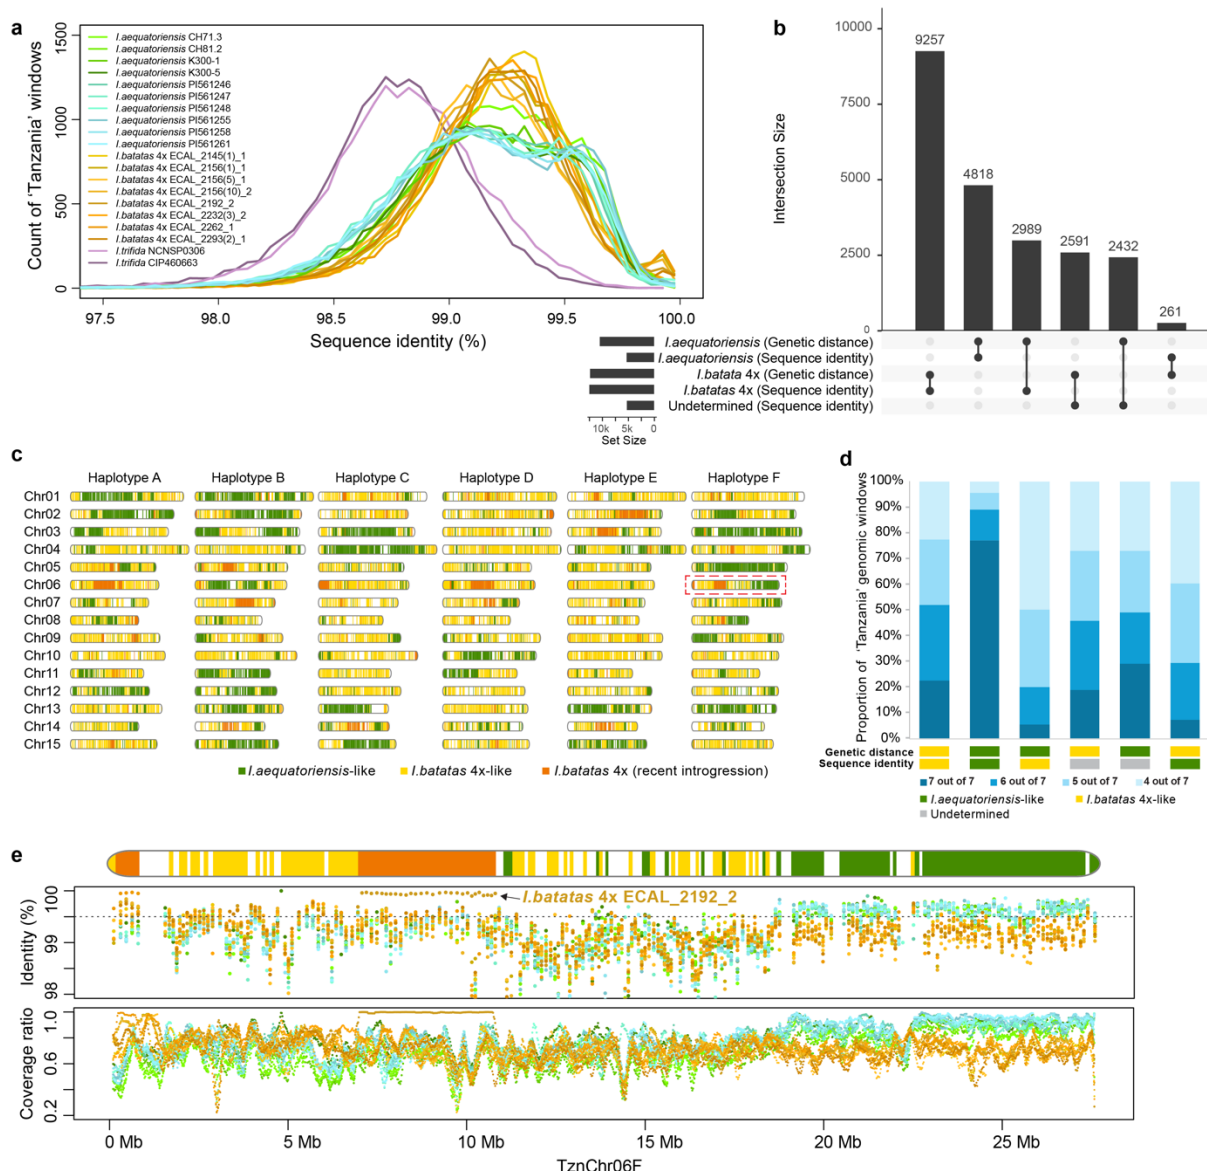 a
Count of 'Tanzania' windows
1500
1000
500
0
I.aequatoriensis CH71.3
I.aequatoriensis CH81.2
I.aequatoriensis K300-1
I.aequatoriensis K300-5
I.aequatoriensis PI561246
I.aequatoriensis PI561247
I.aequatoriensis PI561248
I.aequatoriensis PI561255
I.aequatoriensis PI561258
I.aequatoriensis PI561261
I.batatas 4x ECAL_2145(1)_1
I.batatas 4x ECAL_2156(1)_1
I.batatas 4x ECAL_2156(5)_1
I.batatas 4x ECAL_2156(10)_2
I.batatas 4x ECAL_2192_2
I.batatas 4x ECAL_2232(3)_2
I.batatas 4x ECAL_2262_1
I.batatas 4x ECAL_2293(2)_1
I.trifida NCNSP0306
I.trifida CIP460663
97.5 98.0 98.5 99.0 99.5 100.0
Sequence identity (%)
b
Intersection Size
10000
7500
5000
2500
0
9257 4818 2989 2591 2432 261
I.aequatoriensis (Genetic distance)
I.aequatoriensis (Sequence identity)
I.batata 4x (Genetic distance)
I.batatas 4x (Sequence identity)
Undetermined (Sequence identity)
10k 5k 0
Set Size
c
Haplotype A Haplotype B Haplotype C Haplotype D Haplotype E Haplotype F
Chr01
Chr02
Chr03
Chr04
Chr05
Chr06
Chr07
Chr08
Chr09
Chr10
Chr11
Chr12
Chr13
Chr14
Chr15
I.aequatoriensis-like I.batatas 4x-like I.batatas 4x (recent introgression)
d
Proportion of 'Tanzania' genomic windows
100%
90%
80%
70%
60%
50%
40%
30%
20%
10%
0%
Genetic distance
Sequence identity
7 out of 7 6 out of 7 5 out of 7 4 out of 7
I.aequatoriensis-like I.batatas 4x-like
Undetermined
e
Identity (%)
100
99
98
I.batatas 4x ECAL_2192_2
Coverage ratio
1.0
0.6
0.2
0 Mb 5 Mb 10 Mb 15 Mb 20 Mb 25 Mb
TznChr06F